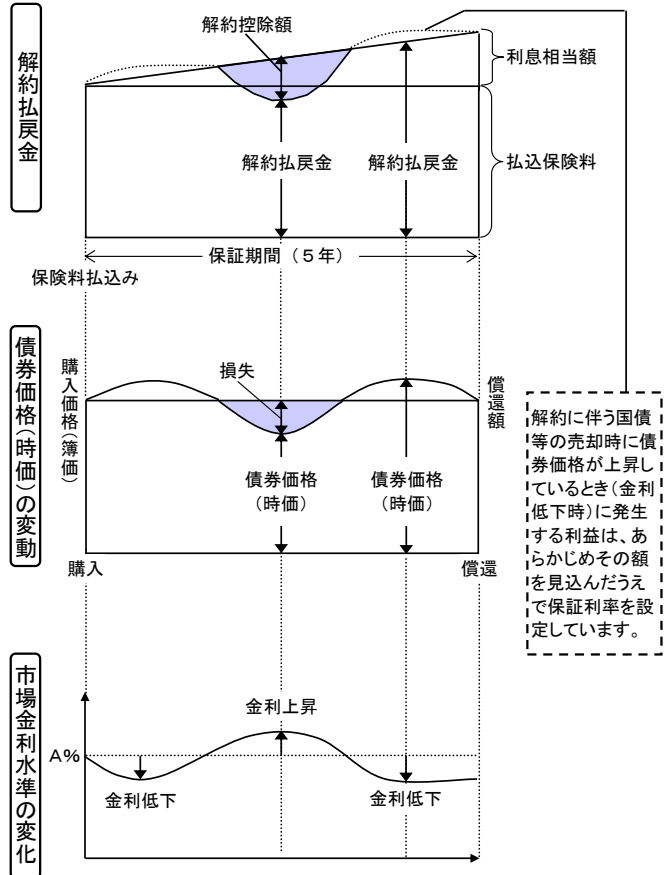 解約払戻金
解約控除額
利息相当額
解約払戻金
解約払戻金
払込保険料
保証期間（５年）
保険料払込み
債券価格(時価)の変動
購入価格(簿価)
損失
償還額
債券価格
（時価）
債券価格
（時価）
購入
償還
解約に伴う国債
等の売却時に債
券価格が上昇し
ているとき(金利
低下時)に発生
する利益は、あ
らかじめその額
を見込んだうえ
で保証利率を設
定しています。
市場金利水準の変化
金利上昇
A%
金利低下
金利低下